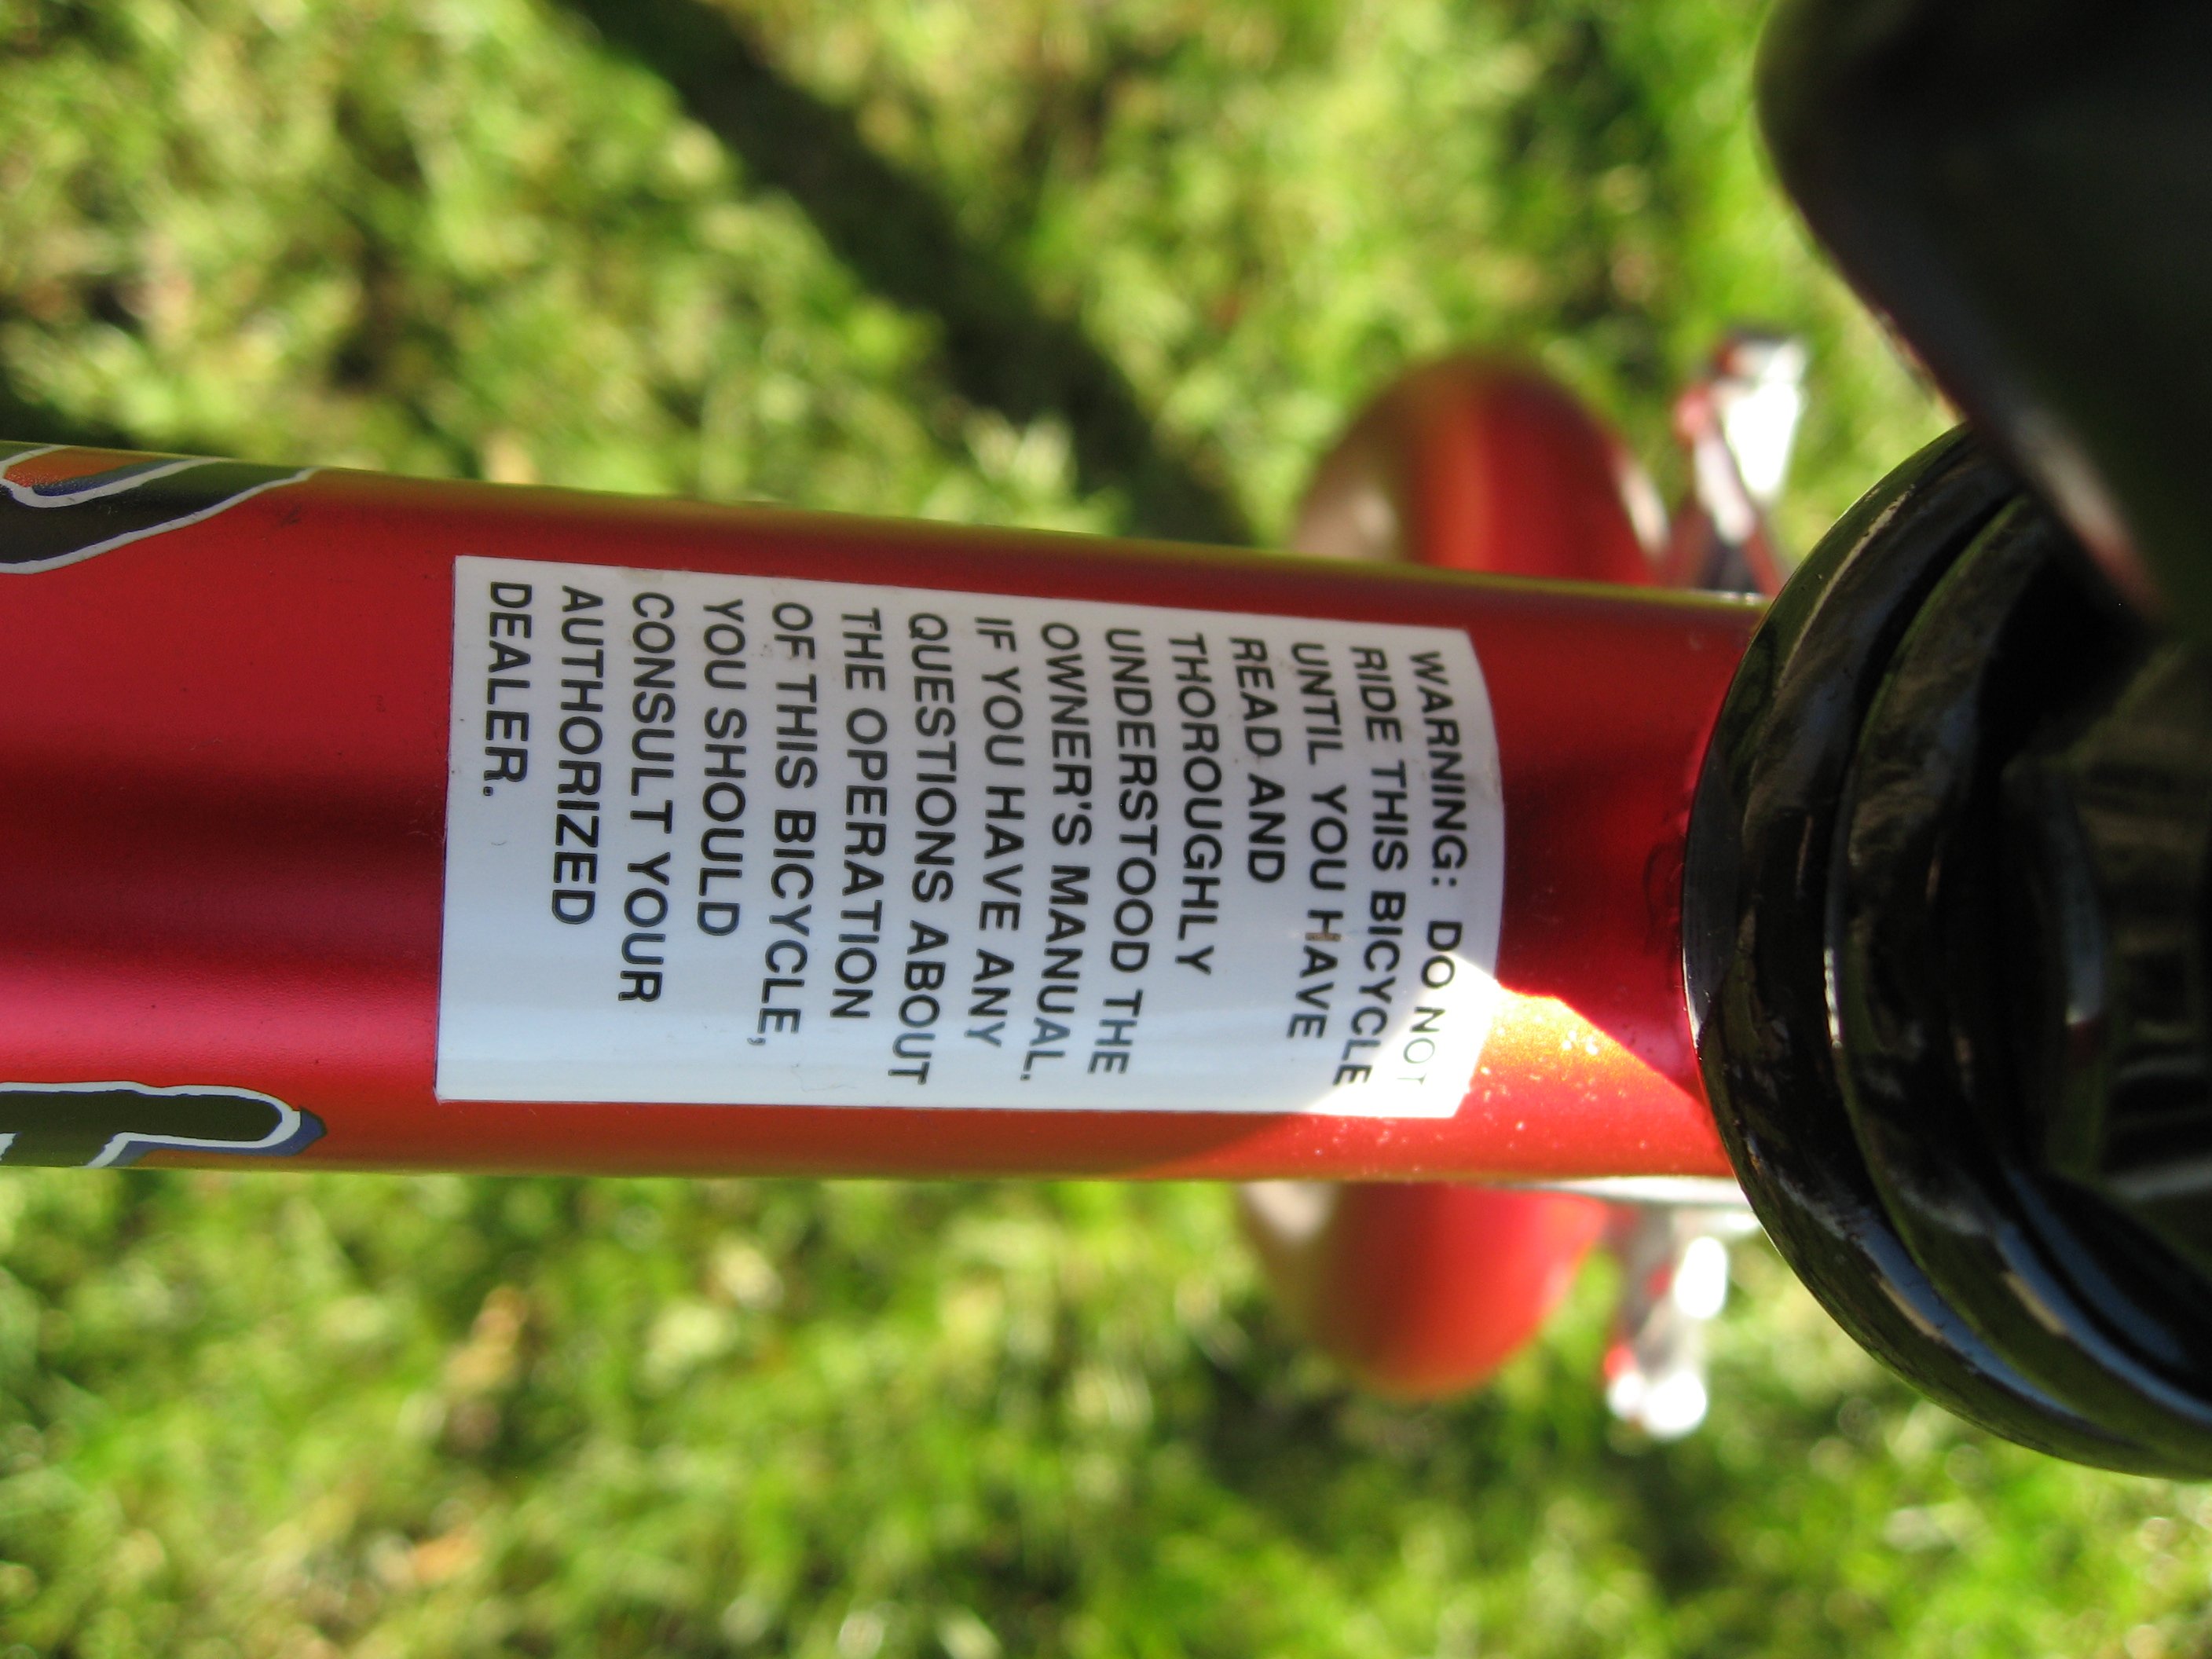 WARNING: DO NOT
RIDE THIS BICYCLE
UNTIL YOU HAVE
READ AND
THOROUGHLY
UNDERSTOOD THE
OWNER'S MANUAL.
IF YOU HAVE ANY
QUESTIONS ABOUT
THE OPERATION
OF THIS BICYCLE,
YOU SHOULD
CONSULT YOUR
AUTHORIZED
DEALER.